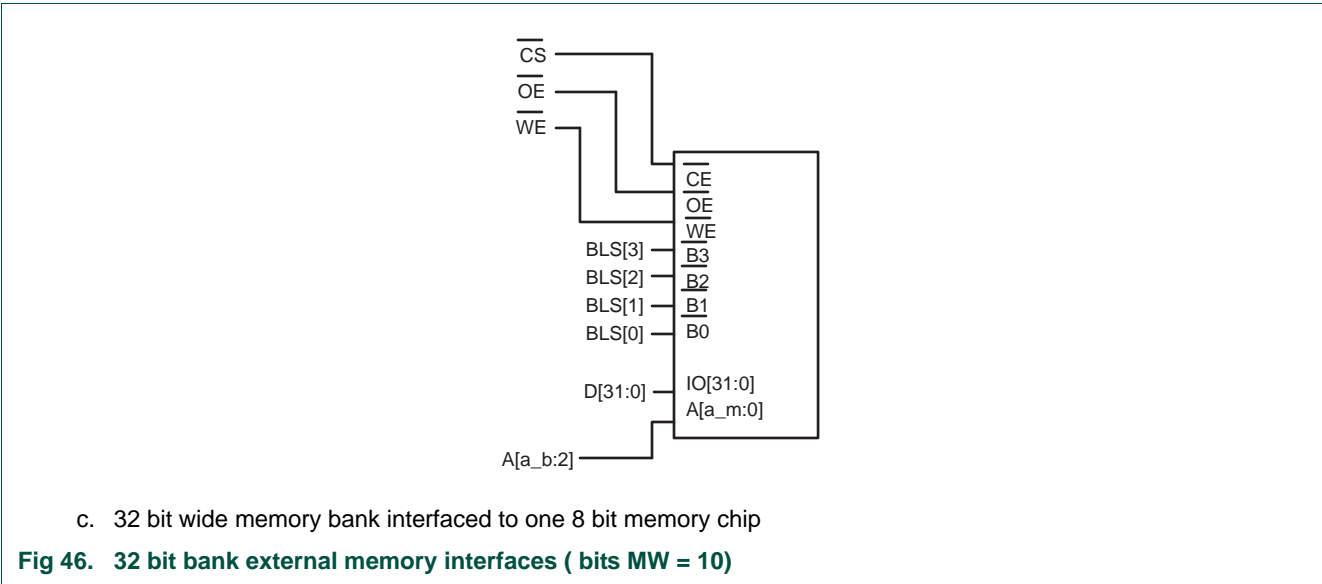 CS
OE
WE
CE
OE
WE
BLS[3]
B3
BLS[2]
B2
BLS[1]
B1
BLS[0]
B0
D[31:0]
IO[31:0]
A[a_m:0]
A[a_b:2]
c. 32 bit wide memory bank interfaced to one 8 bit memory chip
Fig 46. 32 bit bank external memory interfaces ( bits MW = 10)